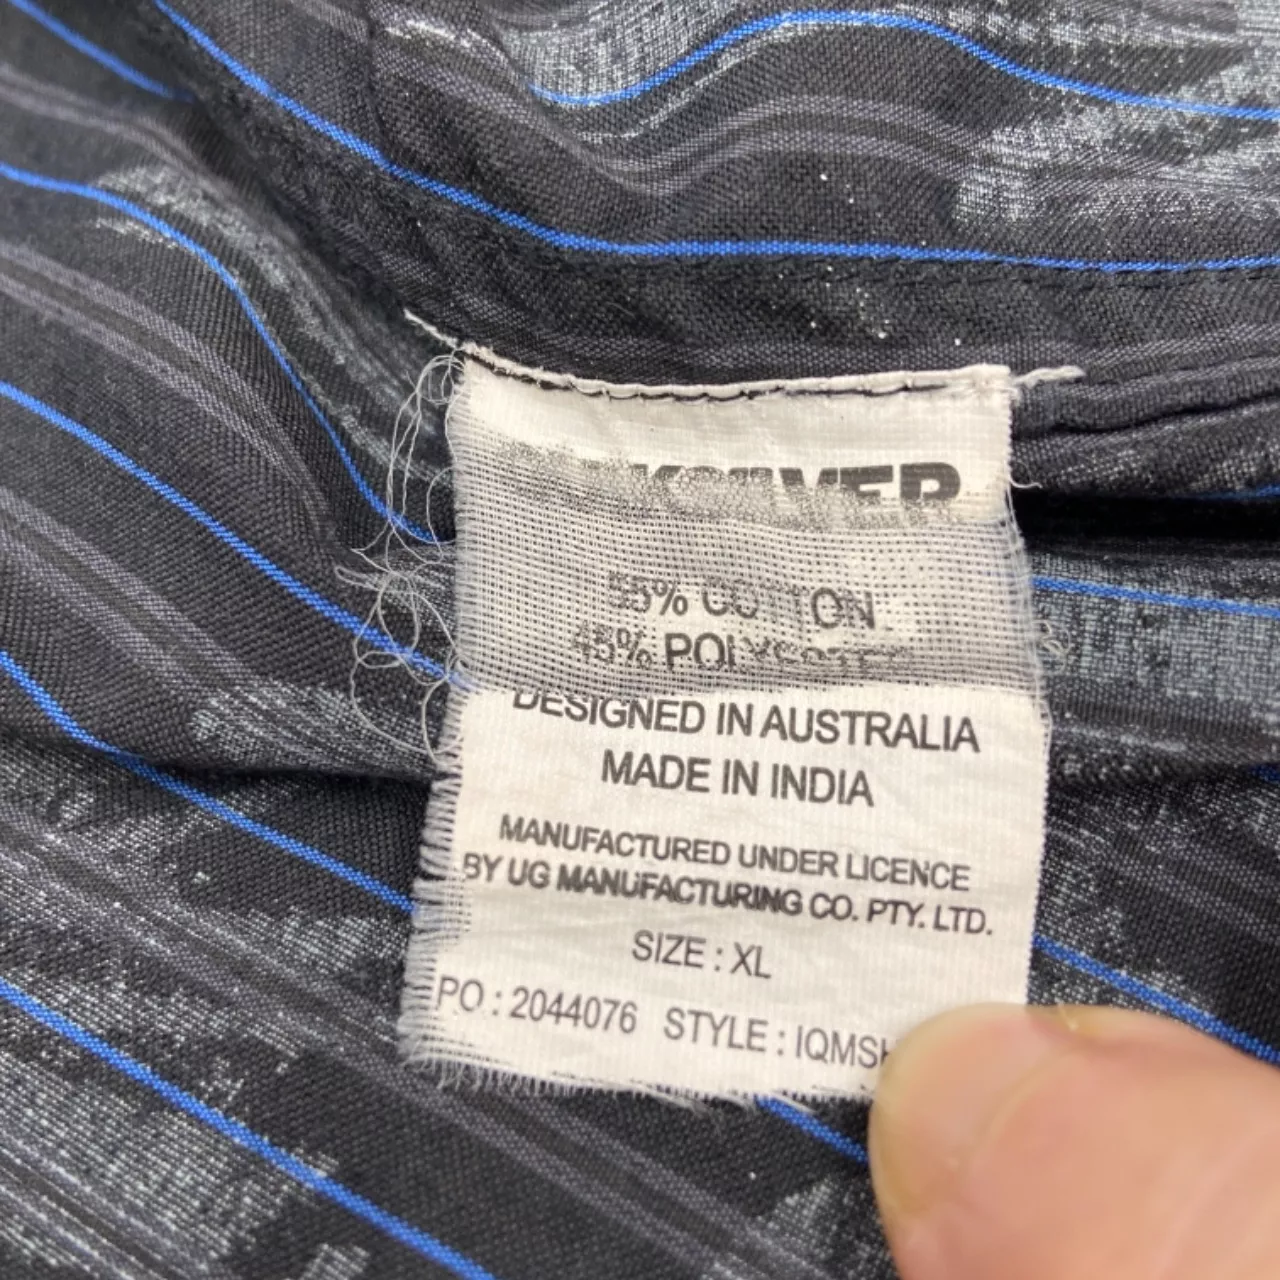 QUIKSILVER
55% COTTON
45% POLYESTER
DESIGNED IN AUSTRALIA
MADE IN INDIA
MANUFACTURED UNDER LICENCE
BY UG MANUFACTURING CO. PTY. LTD.
SIZE : XL
PO : 2044076 STYLE : IQMSH